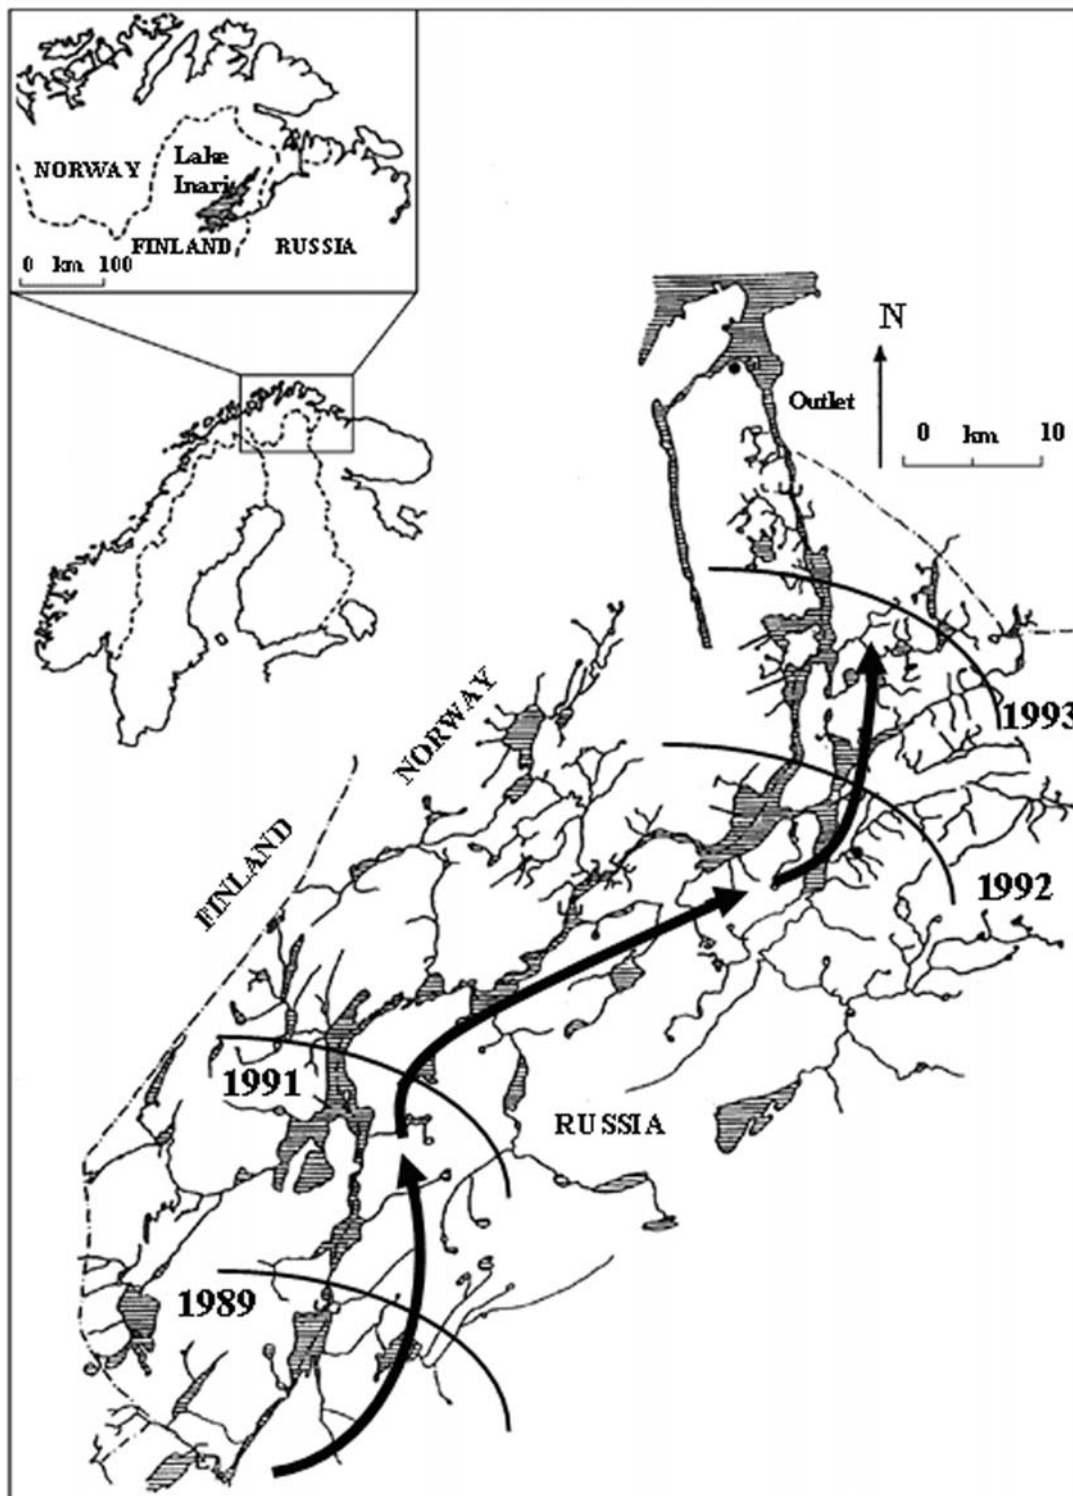 NORWAY
Lake
Inari
FINLAND
RUSSIA
0 km 100
N
Outlet
0 km 10
1993
NORWAY
FINLAND
1992
1991
RUSSIA
1989